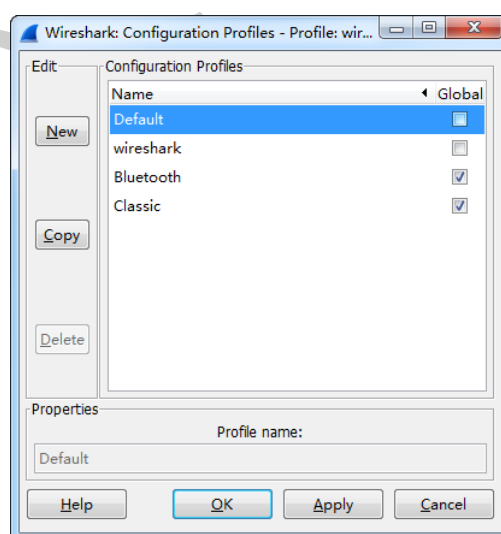 Wireshark: Configuration Profiles - Profile: wir...
Edit
Configuration Profiles
Name Global
New
Default
wireshark
Bluetooth
Classic
Copy
Delete
Properties
Profile name:
Default
Help OK Apply Cancel